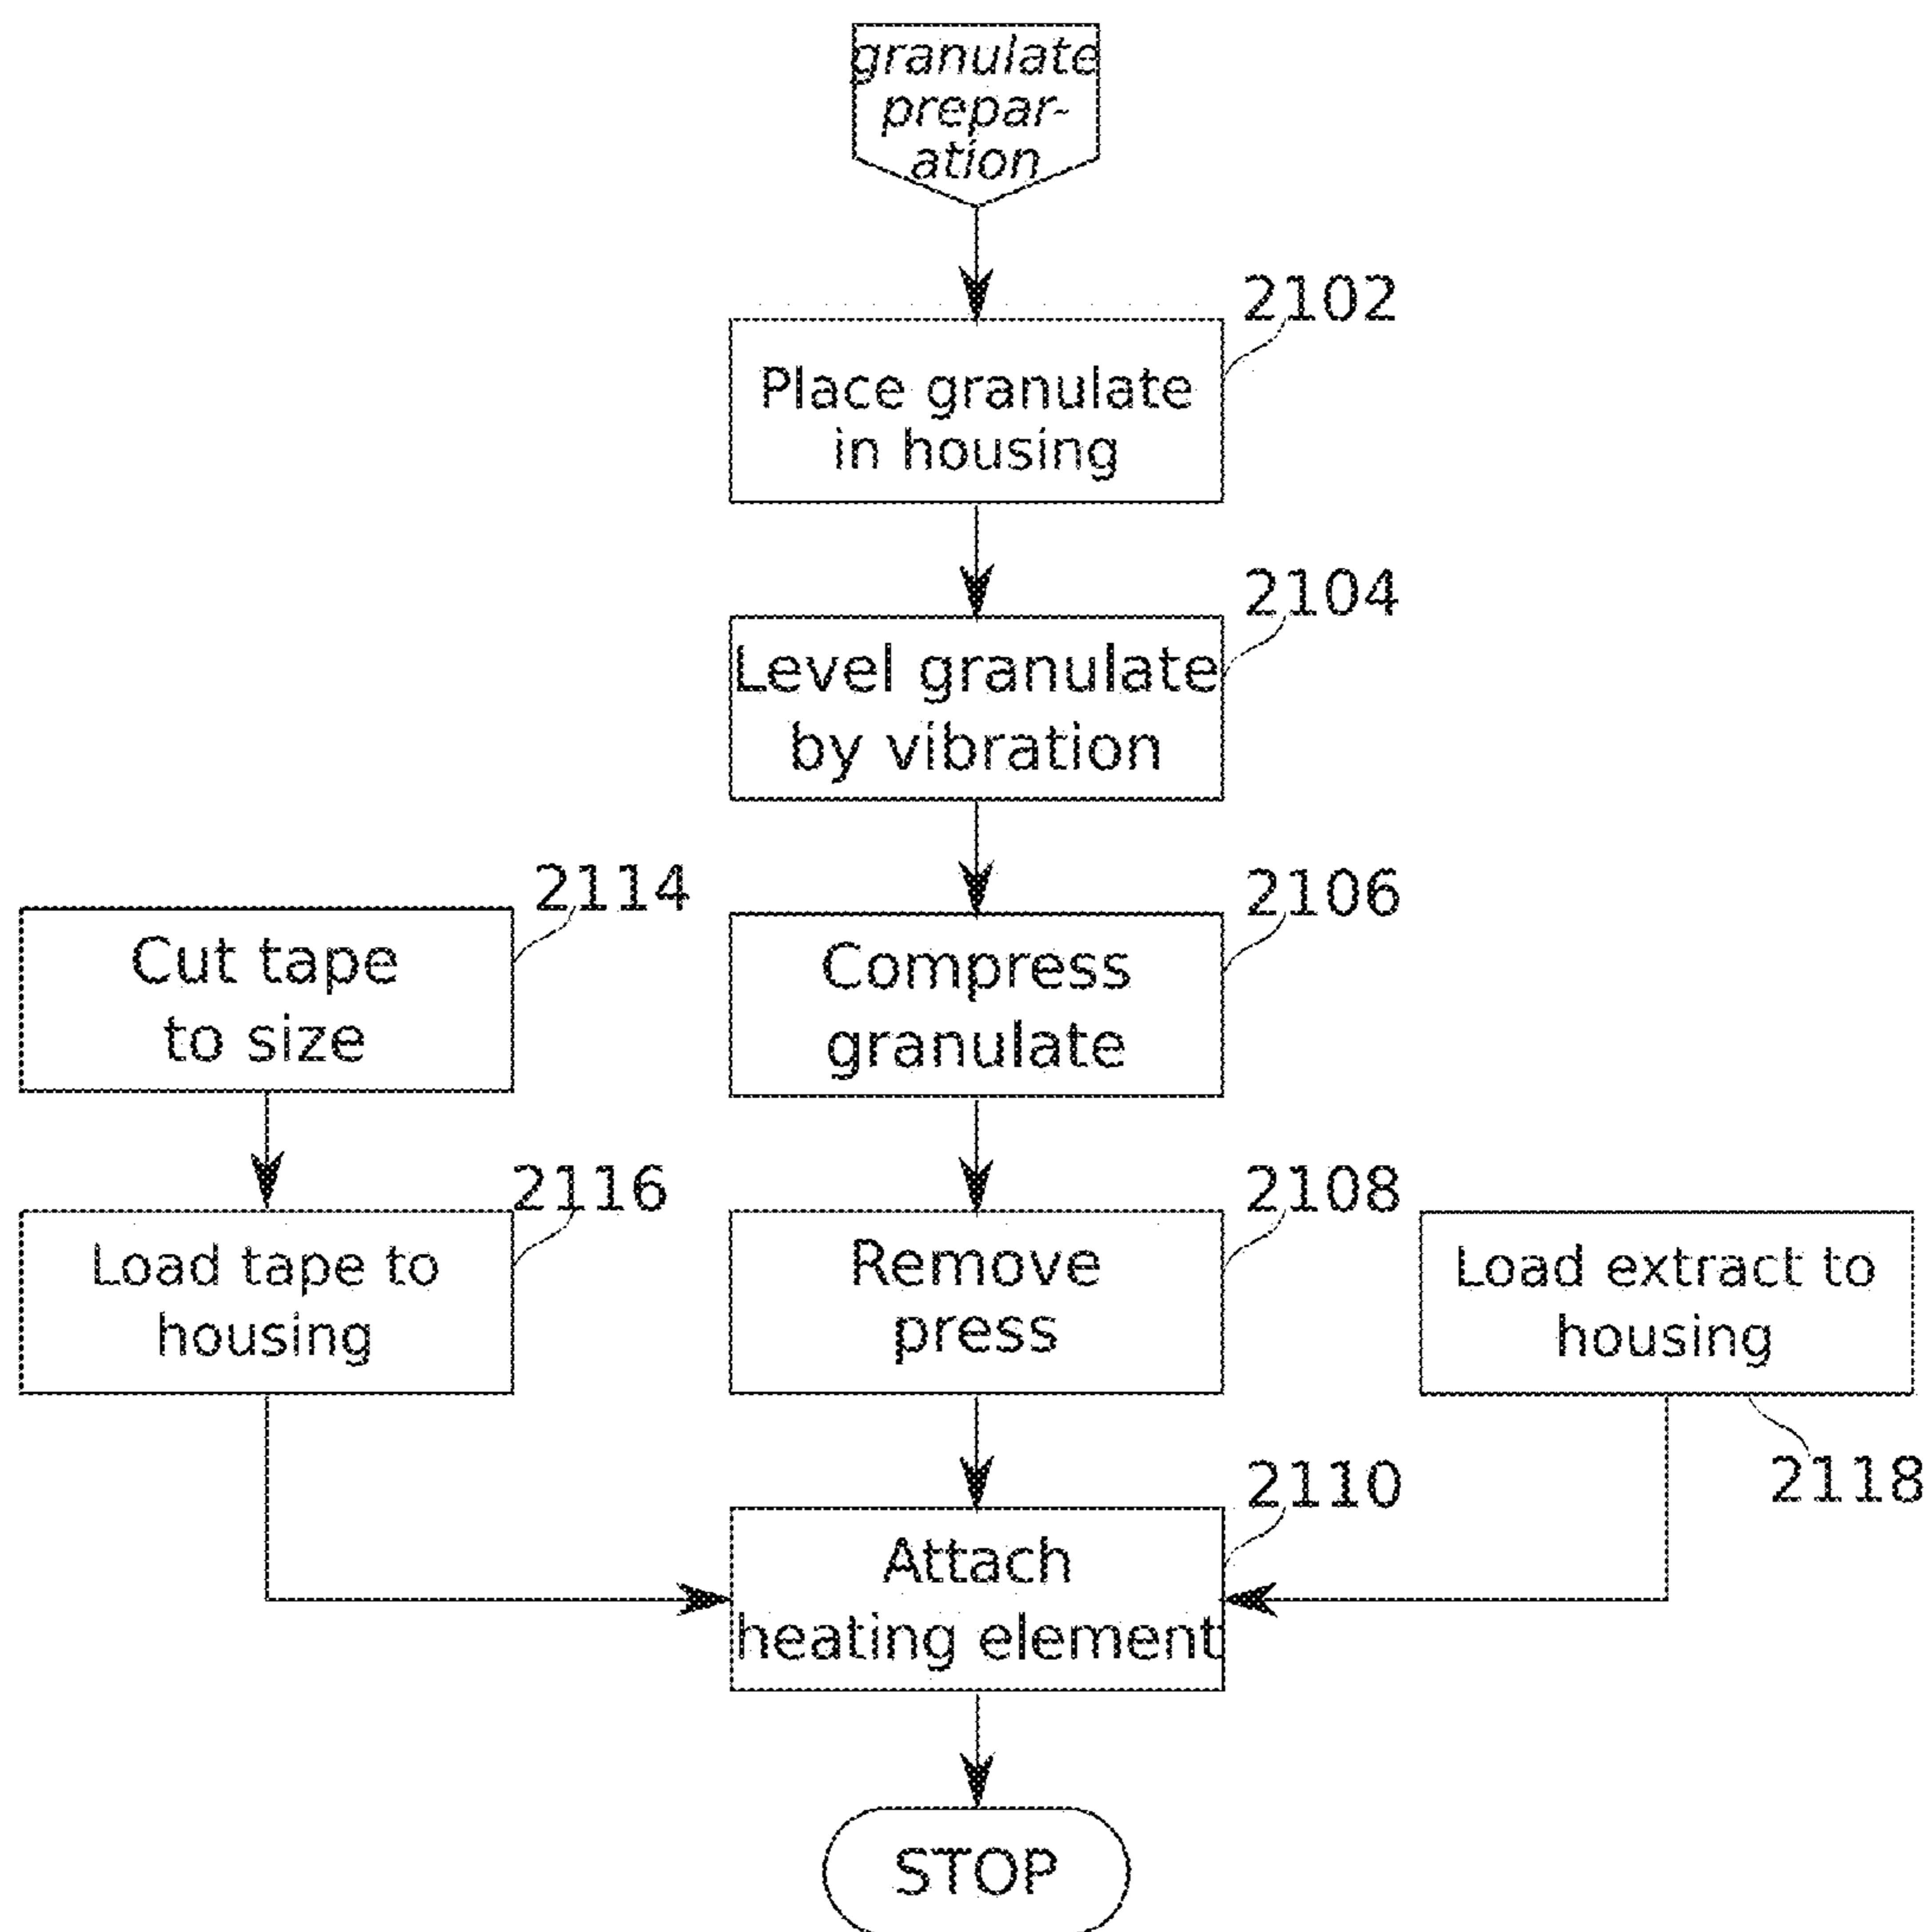 granulate
prepar-
ation
2102
Place granulate
in housing
2104
Level granulate
by vibration
2114
Cut tape
to size
2106
Compress
granulate
2116
Load tape to
housing
2108
Remove
press
Load extract to
housing
2118
2110
Attach
heating element
STOP